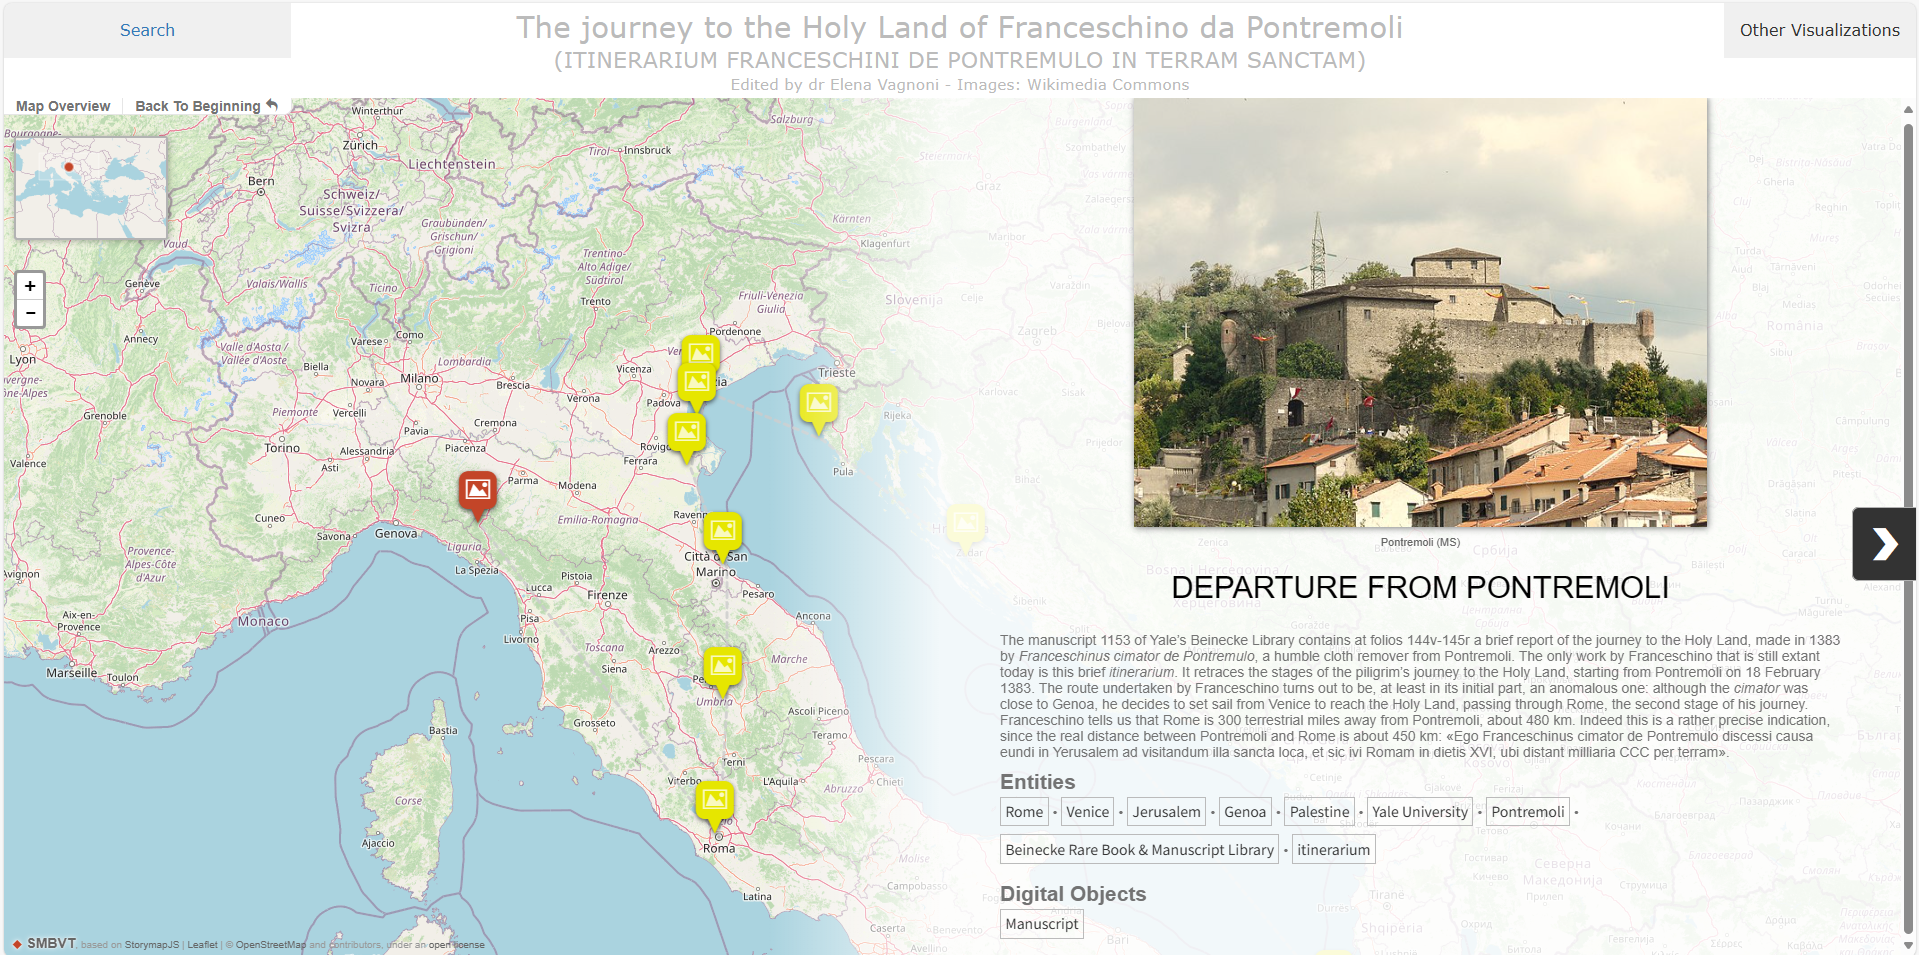 Search
The journey to the Holy Land of Franceschino da Pontremoli
(ITINERARIUM FRANCESCHINI DE PONTREMULO IN TERRAM SANCTAM)
Edited by dr Elena Vagnoni - Images: Wikimedia Commons
Other Visualizations
Map Overview
Back To Beginning
+
−
Winterthur
Salzburg
Zürich
Innsbruck
Tirol
Liechtenstein
Bern
Schweiz/
Suisse/Svizzera/
Svizra
Graubünden/
Grischun/
Grigioni
Vaud
Genève
Valais/Wallis
Ticino
Trentino-
Alto Adige/
Südtirol
Trento
Kärnten
Klagenfurt
Friuli-Venezia
Giulia
Slovenija
Pordenone
Annecy
Lyon
Valle d'Aosta /
Vallée d'Aoste
Varese
Como
Lombardia
Biella
Novara
Milano
Brescia
Vicenza
Verona
Padova
Trieste
Rijeka
Grenoble
Piemonte
Vercelli
Cremona
Pavia
Torino
Alessandria
Piacenza
Asti
Rovigo
Ferrara
Pula
Valence
Parma
Modena
Cuneo
Emilia-Romagna
Savona
Genova
Liguria
La Spezia
Provence-
Alpes-Côte
d'Azur
Avignon
Città di San
Marino
Pesaro
Pistoia
Lucca
Firenze
Pisa
Ancona
Aix-en-
Provence
Monaco
Livorno
Toscana
Arezzo
Siena
Marche
Marseille
Toulon
Umbria
Grosseto
Ascoli Piceno
Bastia
Teramo
Pescara
Chieti
Terni
Viterbo
L'Aquila
Abruzzo
Corse
Ajaccio
Roma
Molise
Campobasso
Latina
Caserta
Benevento
Avellino
Bari
SMBVT, based on StorymapJS | Leaflet | © OpenStreetMap and contributors, under an open license
Pontremoli (MS)
DEPARTURE FROM PONTREMOLI
The manuscript 1153 of Yale's Beinecke Library contains at folios 144v-145r a brief report of the journey to the Holy Land, made in 1383
by Franceschinus cimator de Pontremulo, a humble cloth remover from Pontremoli. The only work by Franceschino that is still extant
today is this brief itinerarium. It retraces the stages of the piligrim's journey to the Holy Land, starting from Pontremoli on 18 February
1383. The route undertaken by Franceschino turns out to be, at least in its initial part, an anomalous one: although the cimator was
close to Genoa, he decides to set sail from Venice to reach the Holy Land, passing through Rome, the second stage of his journey.
Franceschino tells us that Rome is 300 terrestrial miles away from Pontremoli, about 480 km. Indeed this is a rather precise indication,
since the real distance between Pontremoli and Rome is about 450 km: «Ego Franceschinus cimator de Pontremulo discessi causa
eundi in Yerusalem ad visitandum illa sancta loca, et sic ivi Romam in dietis XVI, ubi distant milliaria CCC per terram».
Entities
Rome • Venice • Jerusalem • Genoa • Palestine • Yale University • Pontremoli •
Beinecke Rare Book & Manuscript Library • itinerarium
Digital Objects
Manuscript